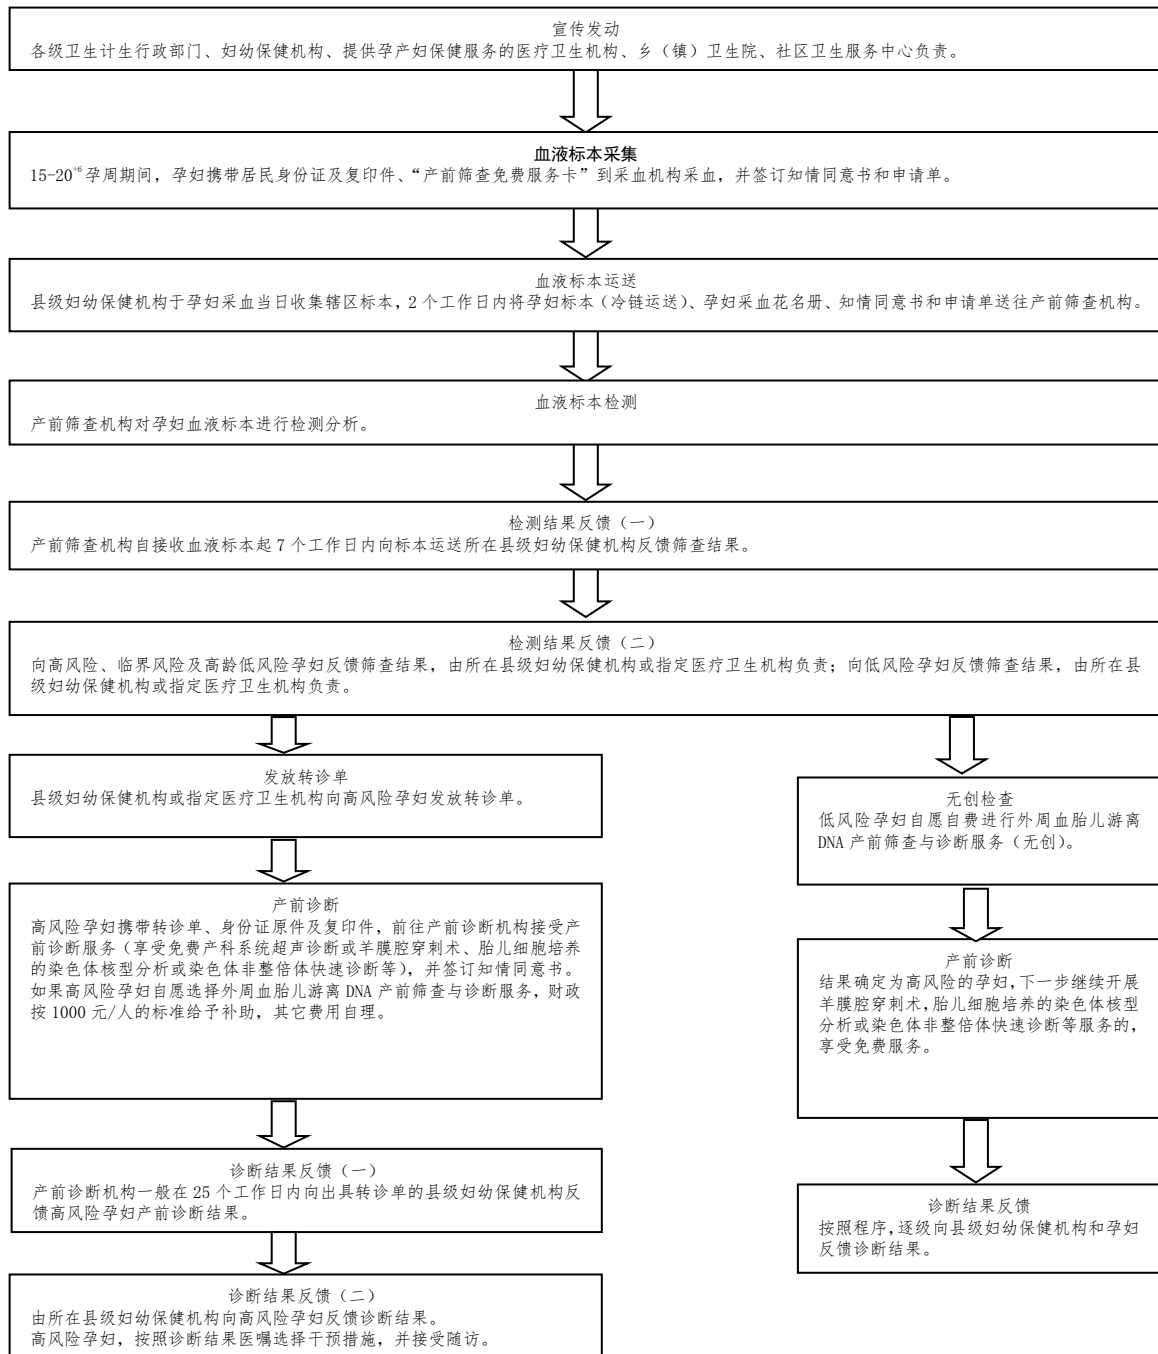 宣传发动
各级卫生计生行政部门、妇幼保健机构、提供孕产妇保健服务的医疗卫生机构、乡（镇）卫生院、社区卫生服务中心负责。
血液标本采集
15-20⁺⁶孕周期间，孕妇携带居民身份证及复印件、“产前筛查免费服务卡”到采血机构采血，并签订知情同意书和申请单。
血液标本运送
县级妇幼保健机构于孕妇采血当日收集辖区标本，2 个工作日内将孕妇标本（冷链运送）、孕妇采血花名册、知情同意书和申请单送往产前筛查机构。
血液标本检测
产前筛查机构对孕妇血液标本进行检测分析。
检测结果反馈（一）
产前筛查机构自接收血液标本起 7 个工作日内向标本运送所在县级妇幼保健机构反馈筛查结果。
检测结果反馈（二）
向高风险、临界风险及高龄低风险孕妇反馈筛查结果，由所在县级妇幼保健机构或指定医疗卫生机构负责；向低风险孕妇反馈筛查结果，由所在县
级妇幼保健机构或指定医疗卫生机构负责。
发放转诊单
县级妇幼保健机构或指定医疗卫生机构向高风险孕妇发放转诊单。
产前诊断
高风险孕妇携带转诊单、身份证原件及复印件，前往产前诊断机构接受产
前诊断服务（享受免费产科系统超声诊断或羊膜腔穿刺术、胎儿细胞培养
的染色体核型分析或染色体非整倍体快速诊断等），并签订知情同意书。
如果高风险孕妇自愿选择外周血胎儿游离 DNA 产前筛查与诊断服务，财政
按 1000 元/人的标准给予补助，其它费用自理。
诊断结果反馈（一）
产前诊断机构一般在 25 个工作日内向出具转诊单的县级妇幼保健机构反
馈高风险孕妇产前诊断结果。
诊断结果反馈（二）
由所在县级妇幼保健机构向高风险孕妇反馈诊断结果。
高风险孕妇，按照诊断结果医嘱选择干预措施，并接受随访。
无创检查
低风险孕妇自愿自费进行外周血胎儿游离
DNA 产前筛查与诊断服务（无创）。
产前诊断
结果确定为高风险的孕妇，下一步继续开展
羊膜腔穿刺术，胎儿细胞培养的染色体核型
分析或染色体非整倍体快速诊断等服务的，
享受免费服务。
诊断结果反馈
按照程序，逐级向县级妇幼保健机构和孕妇
反馈诊断结果。